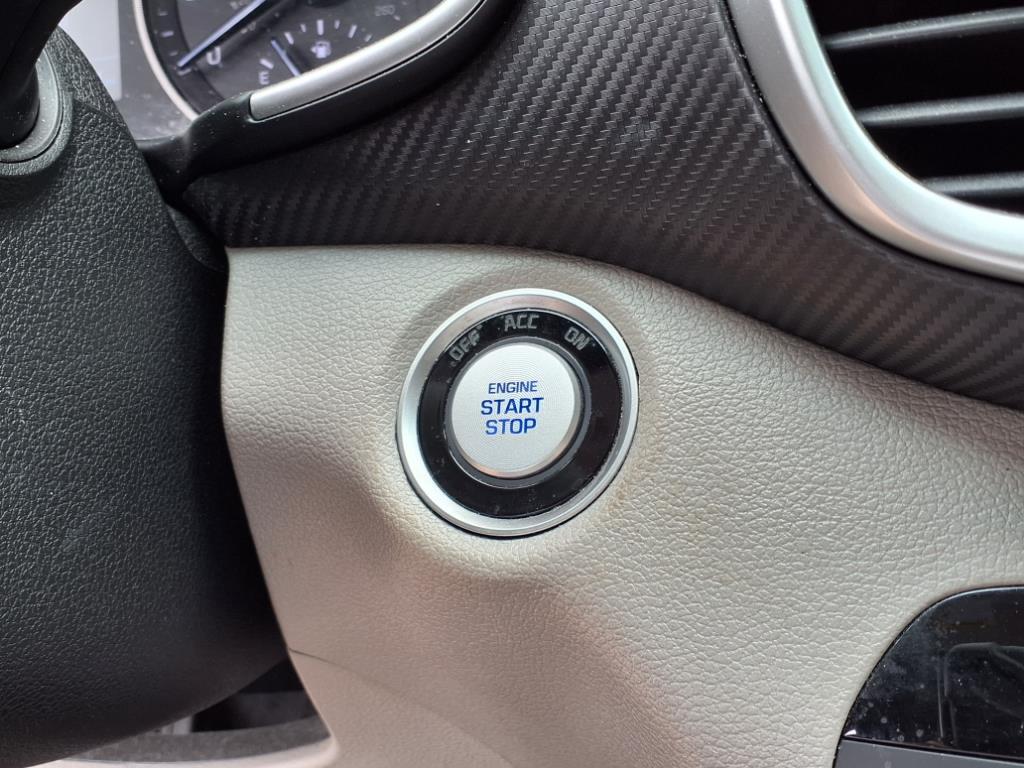 E
OFF ACC ON
ENGINE
START
STOP